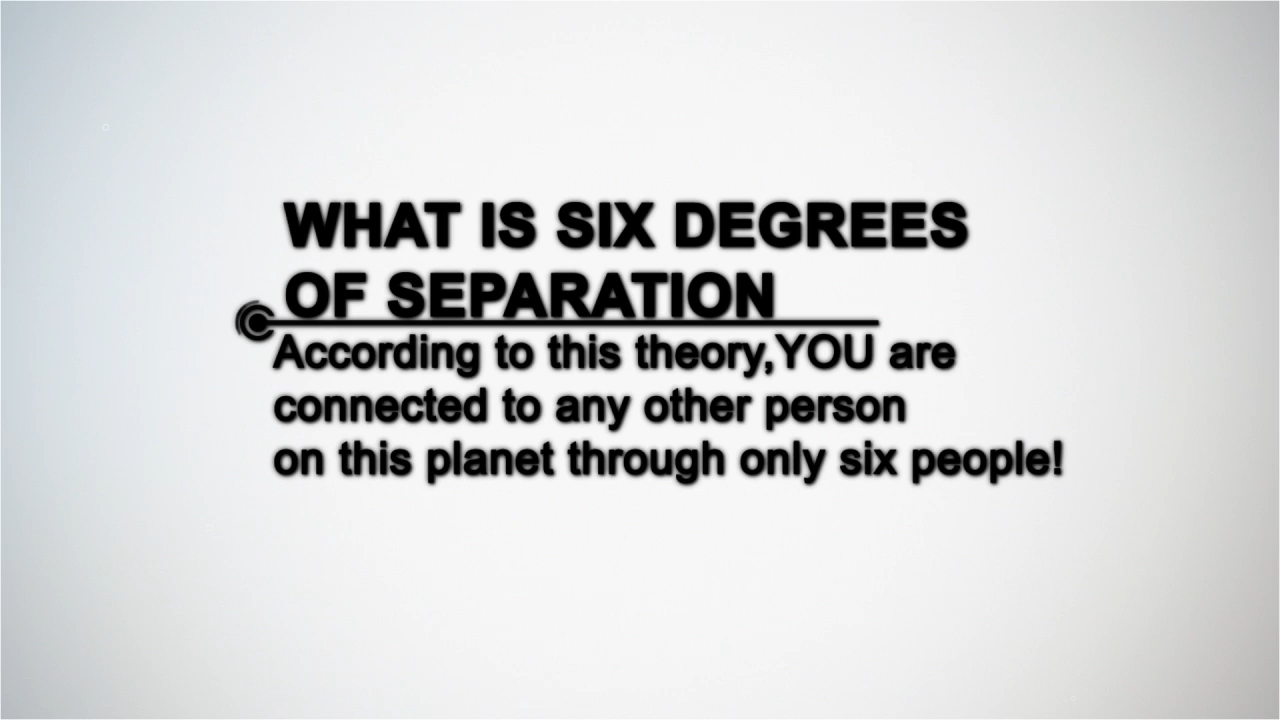 WHAT IS SIX DEGREES
OF SEPARATION
According to this theory,YOU are
connected to any other person
on this planet through only six people!